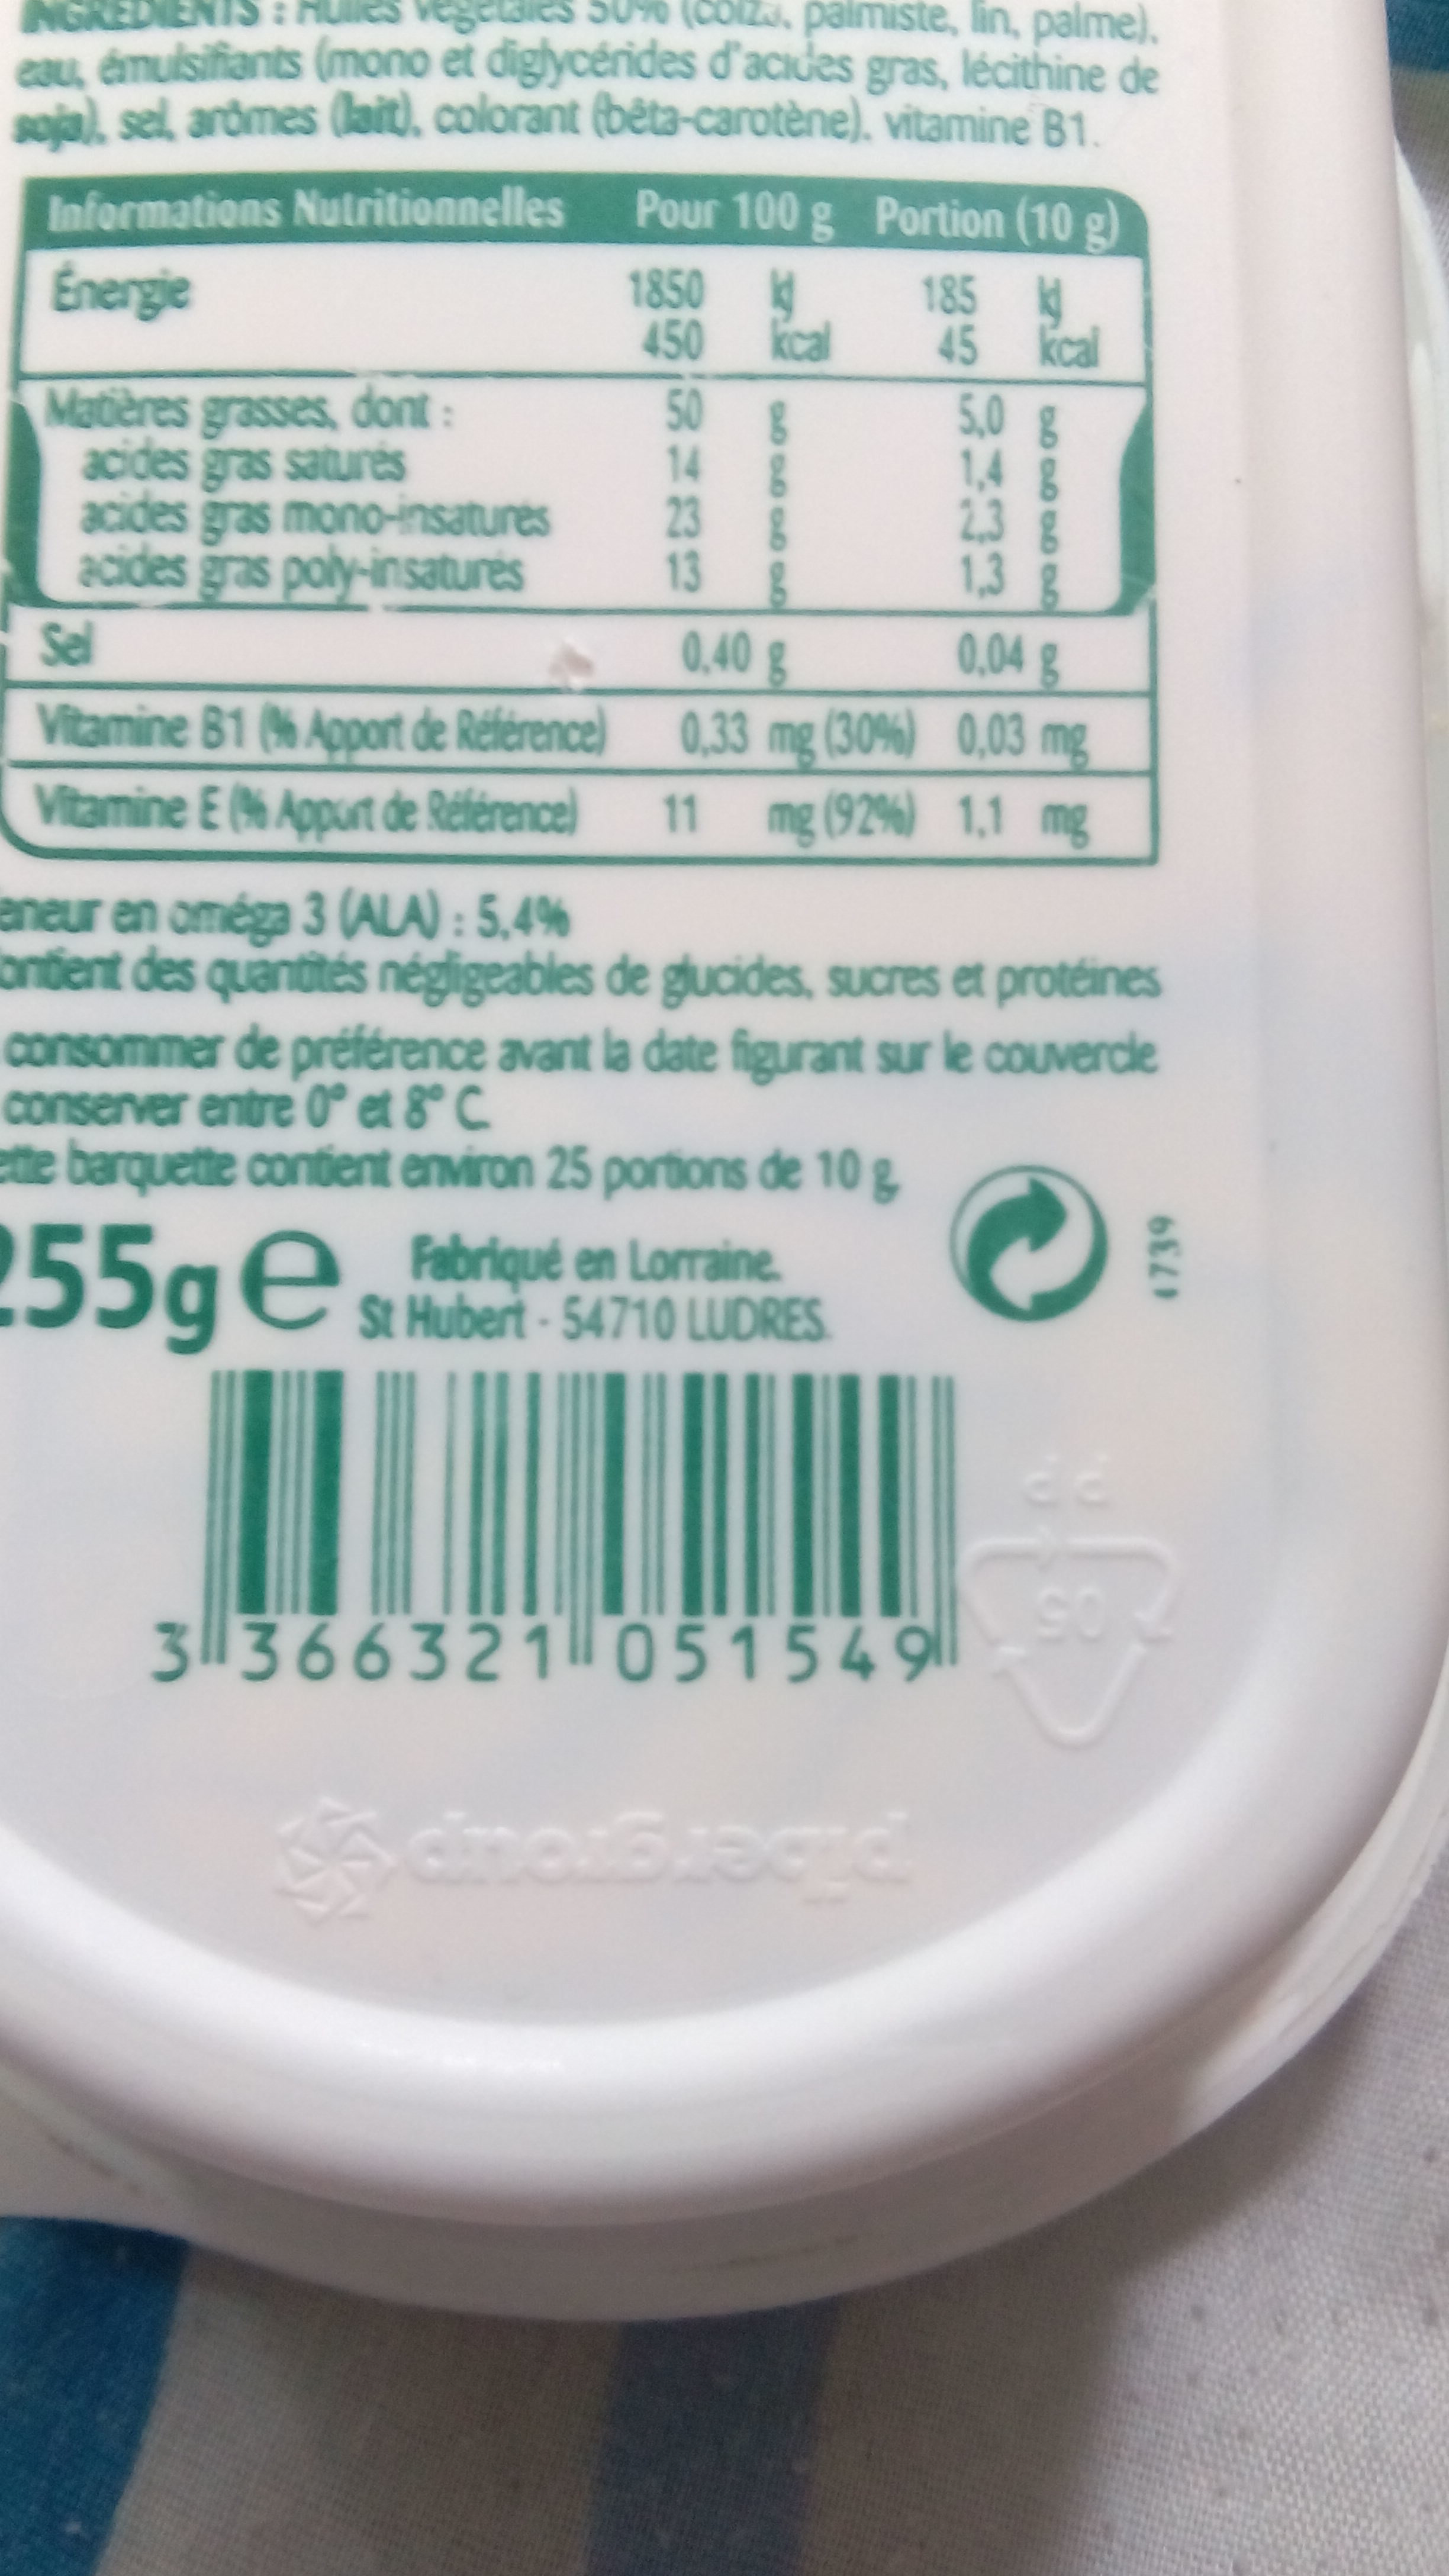 INGREDIENTS : Huiles végétales 50% (colza, palmiste, lin, palme),
eau, émulsifiants (mono et diglycérides d'acides gras, lécithine de
soja), sel, arômes (lait), colorant (bêta-carotène), vitamine B1.
Informations Nutritionnelles Pour 100 g Portion (10 g)
Énergie 1850 kJ 185 kJ
450 kcal 45 kcal
Matières grasses, dont : 50 g 5,0 g
acides gras saturés 14 g 1,4 g
acides gras mono-insaturés 23 g 2,3 g
acides gras poly-insaturés 13 g 1,3 g
Sel 0,40 g 0,04 g
Vitamine B1 (% Apport de Référence) 0,33 mg (30%) 0,03 mg
Vitamine E (% Apport de Référence) 11 mg (92%) 1,1 mg
eneur en oméga 3 (ALA) : 5,4%
ontient des quantités négligeables de glucides, sucres et protéines
consommer de préférence avant la date figurant sur le couvercle
conserver entre 0° et 8° C.
ette barquette contient environ 25 portions de 10 g.
255g e Fabriqué en Lorraine.
St Hubert - 54710 LUDRES.
1739
3 366321 051549
PP
05
pibergroup